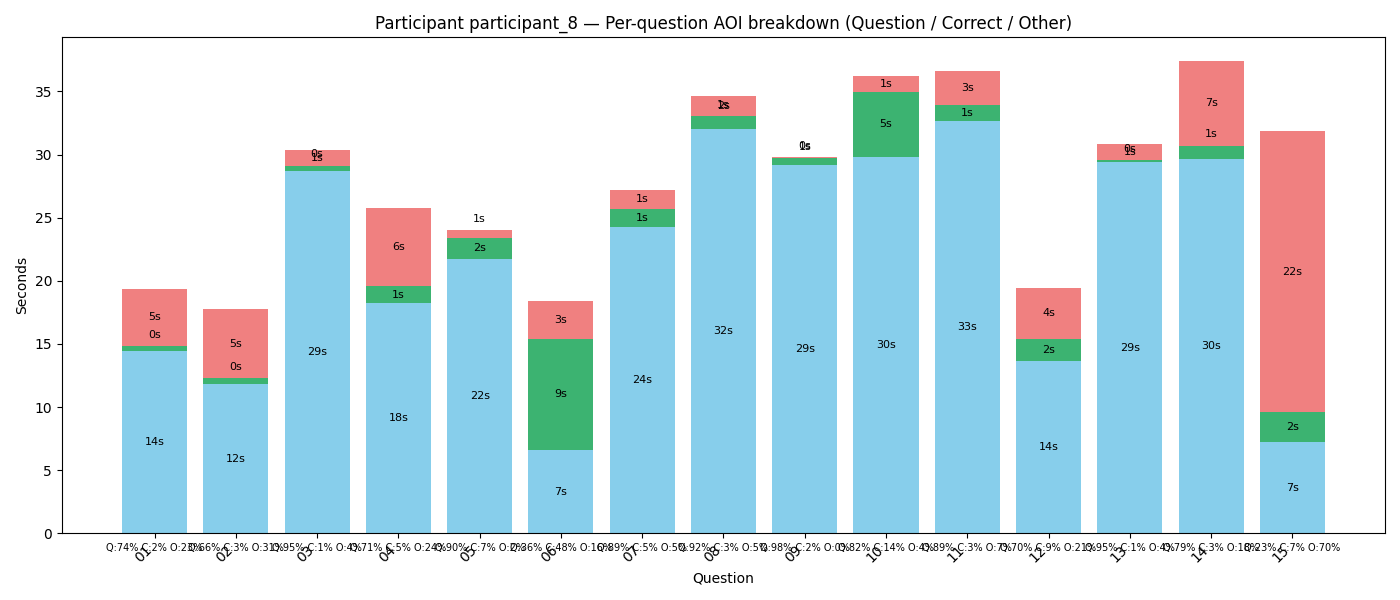 Participant participant_8 — Per-question AOI breakdown (Question / Correct / Other)
Seconds
35
30
25
20
15
10
5
0
5s
0s
14s
5s
0s
12s
0s
1s
29s
6s
1s
18s
1s
2s
22s
3s
9s
7s
1s
1s
24s
32s
0s
29s
1s
5s
30s
3s
1s
33s
4s
2s
14s
0s
1s
29s
7s
1s
30s
22s
2s
7s
Q:74% C:2% O:23%
Q:66% C:3% O:31%
Q:95% C:1% O:4%
Q:71% C:5% O:24%
Q:90% C:7%
Q:36% C:48% O:16%
Q:89% C:5% O:5%
Q:92% C:3% O:5%
Q:98% C:2% O:0%
Q:82% C:14% O:4%
Q:89% C:3% O:7%
Q:70% C:9% O:21%
Q:95% C:1% O:4%
Q:79% C:3% O:18%
Q:23% C:7% O:70%
01
02
03
04
05
06
07
08
09
10
11
12
13
14
15
Question